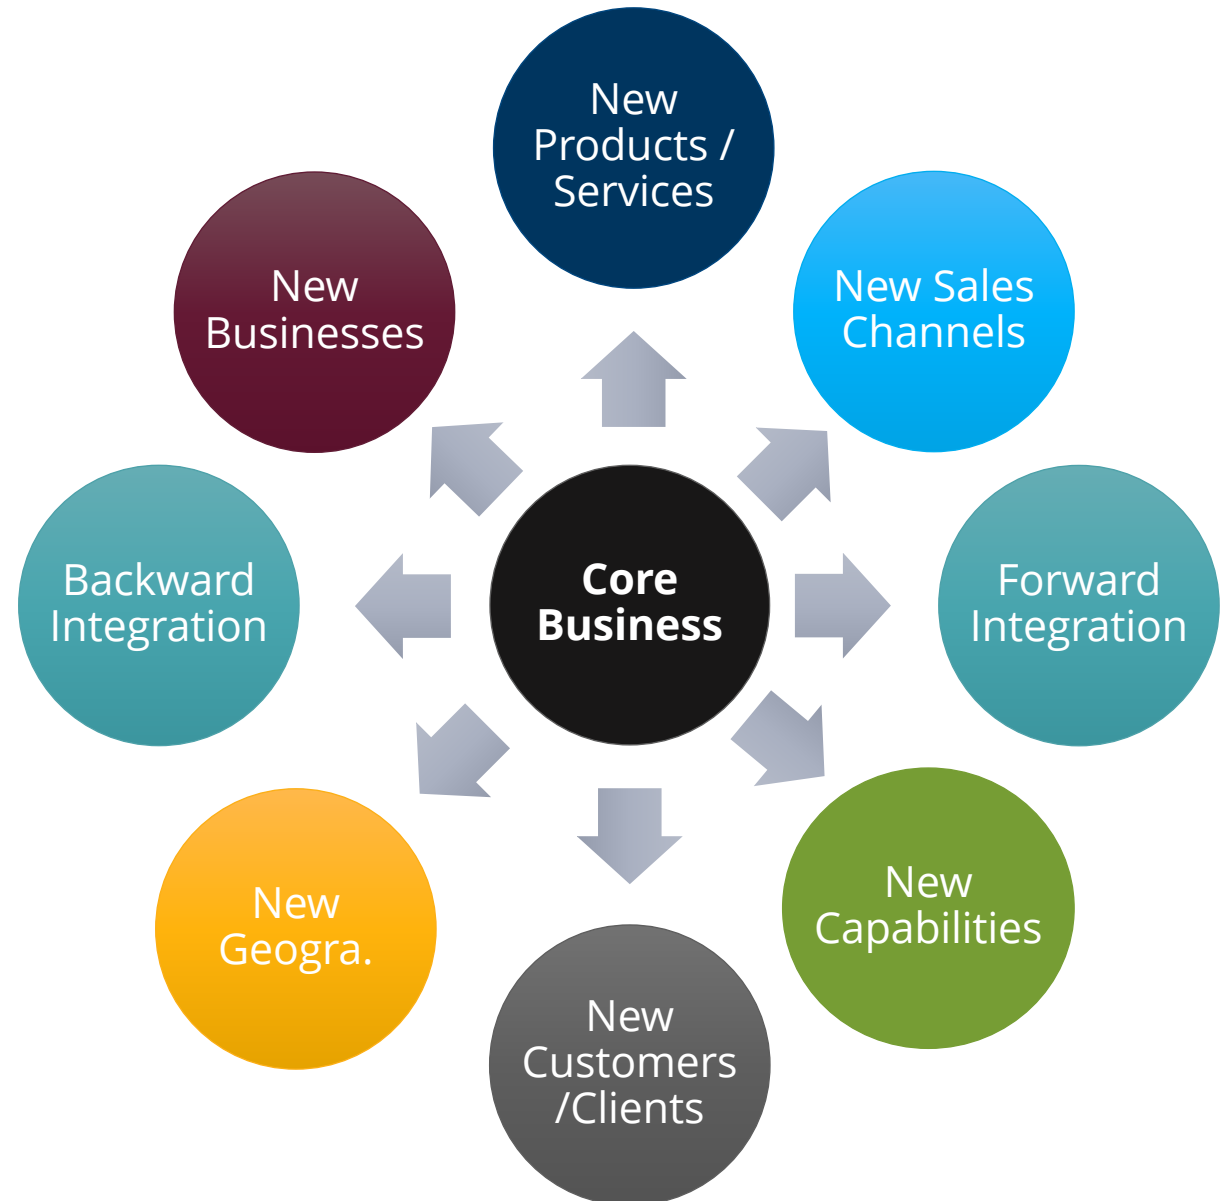 New
Products /
Services
New
Businesses
New Sales
Channels
Backward
Integration
Core
Business
Forward
Integration
New
Geogra.
New
Capabilities
New
Customers
/Clients